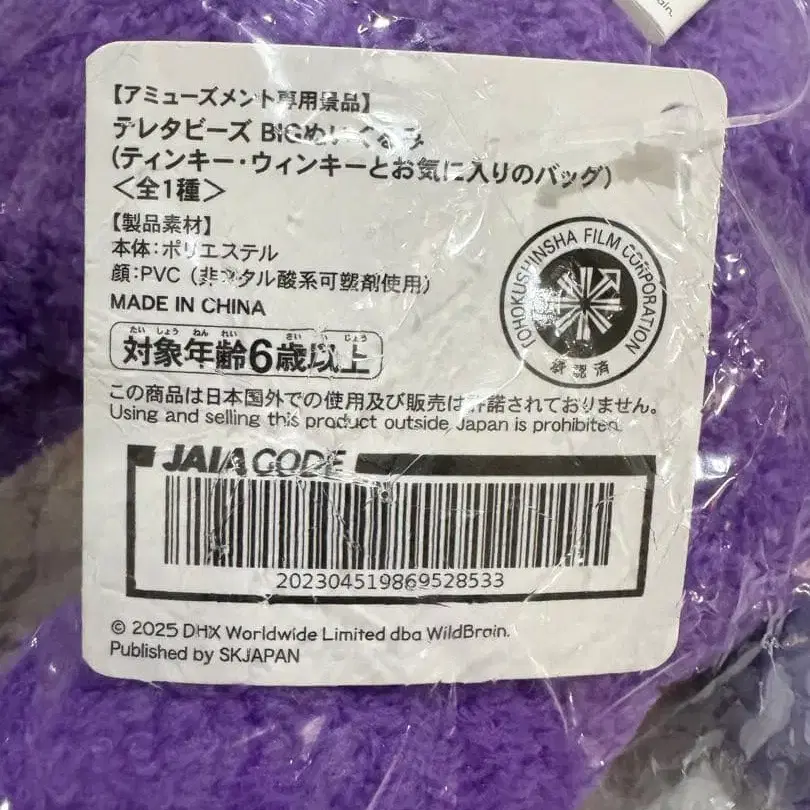 【アミューズメント専用景品】
テレタビーズ BIGぬいぐるみ
(ティンキー・ウィンキーとお気に入りのバッグ)
＜全1種＞
【製品素材】
本体:ポリエステル
顔:PVC (非フタル酸系可塑剤使用)
MADE IN CHINA
たいしょう ねんれい さい いじょう
対象年齢6歳以上
TOHOKUSHINSHA FILM CORPORATION
承認済
この商品は日本国外での使用及び販売は許諾されておりません。
Using and selling this product outside Japan is prohibited.
JAIA CODE
202304519869528533
© 2025 DHX Worldwide Limited dba WildBrain.
Published by SKJAPAN